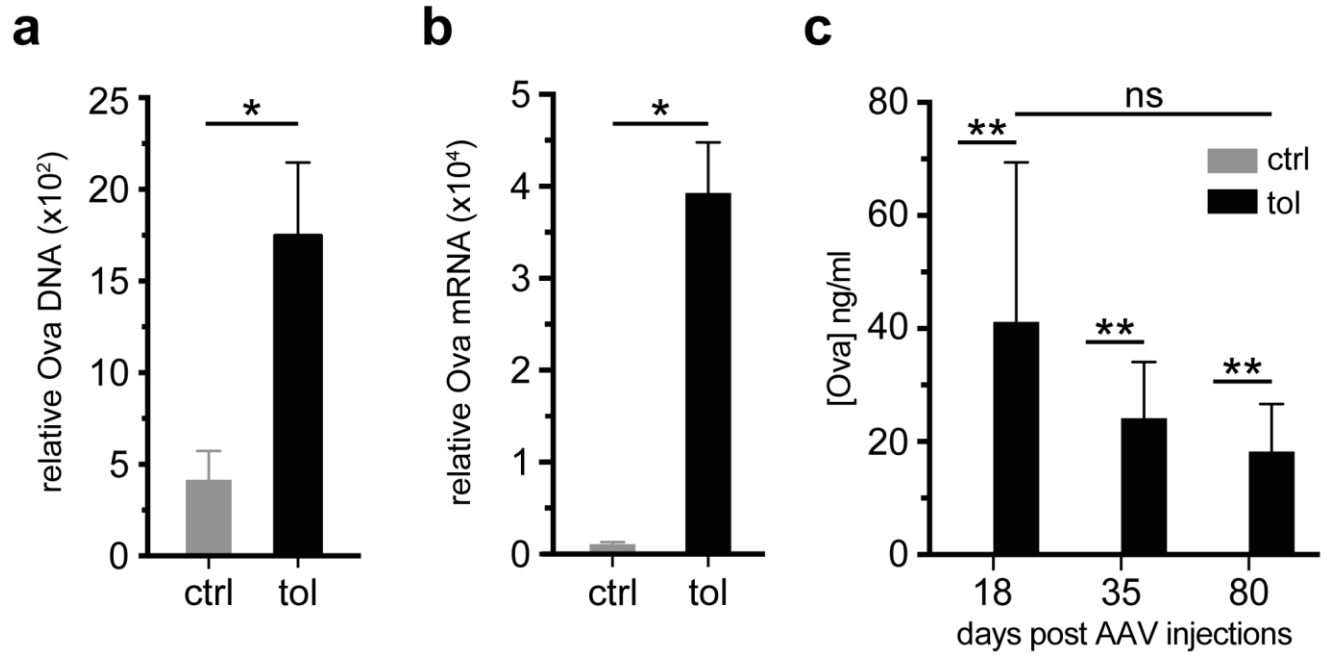 a
relative Ova DNA (x10²)
25
20
15
10
5
0
*
ctrl tol
b
relative Ova mRNA (x10⁴)
5
4
3
2
1
0
*
ctrl tol
c
[Ova] ng/ml
80
60
40
20
0
ns
**
**
**
ctrl
tol
18 35 80
days post AAV injections